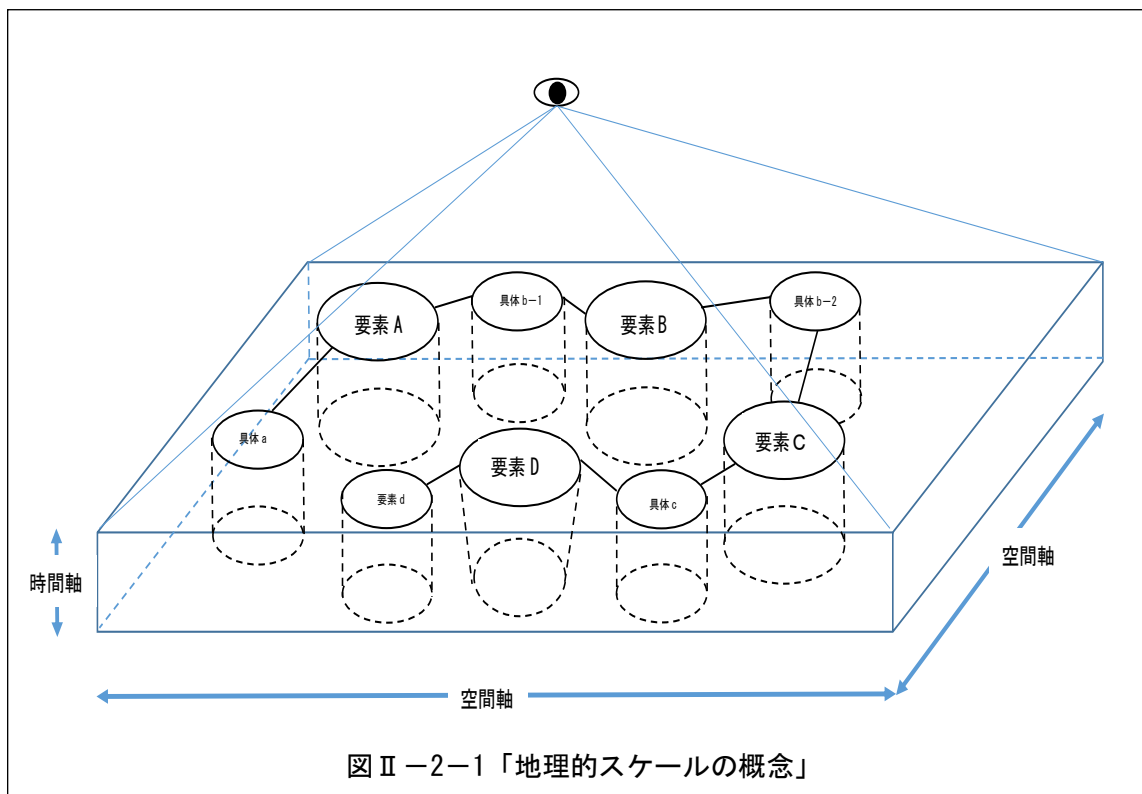 具体b－1
具体b－2
要素A
要素B
具体a
要素C
要素D
要素d
具体c
時間軸
空間軸
空間軸
図Ⅱ－2－1「地理的スケールの概念」